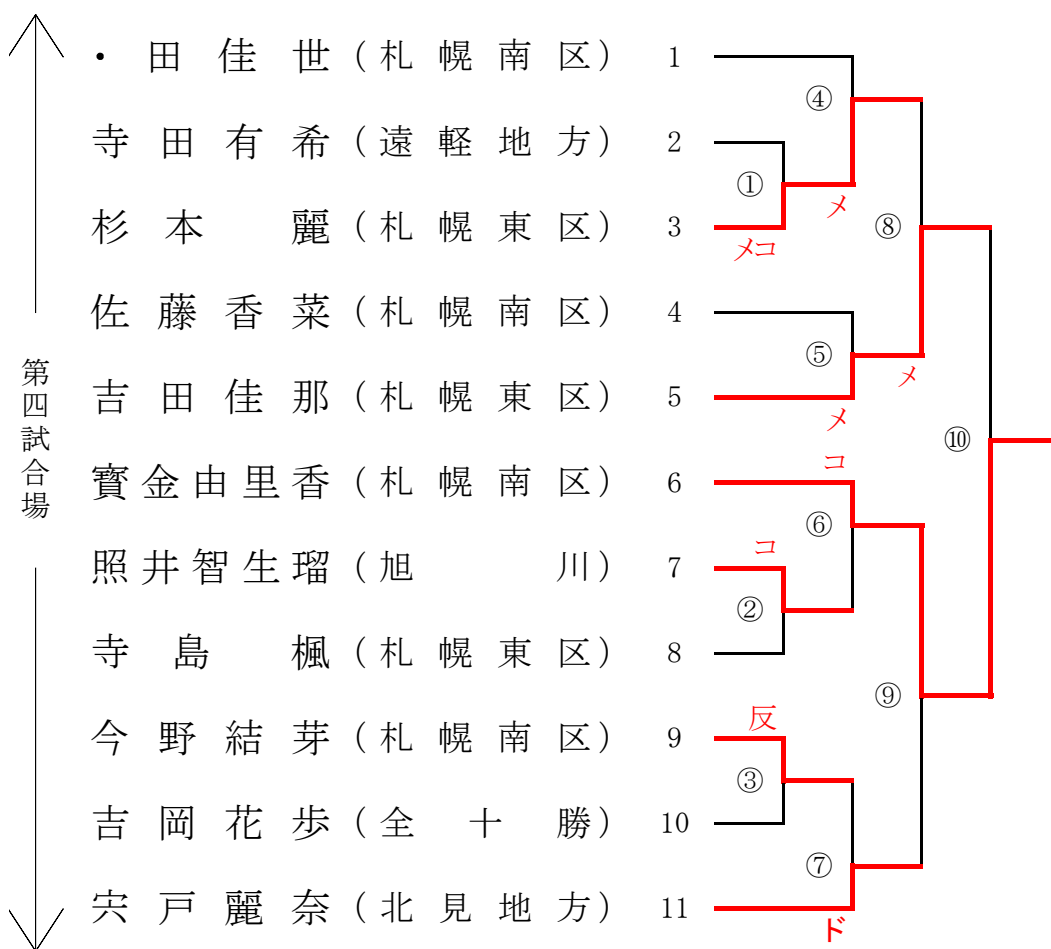 ・田佳世(札幌南区) 1
寺田有希(遠軽地方) 2
杉本麗(札幌東区) 3
佐藤香菜(札幌南区) 4
吉田佳那(札幌東区) 5
寳金由里香(札幌南区) 6
照井智生瑠(旭川) 7
寺島楓(札幌東区) 8
今野結芽(札幌南区) 9
吉岡花歩(全十勝) 10
宍戸麗奈(北見地方) 11
第四試合場
④
①
メ
メコ
⑧
⑤
メ
メ
⑩
コ
⑥
コ
②
⑨
反
③
⑦
ド